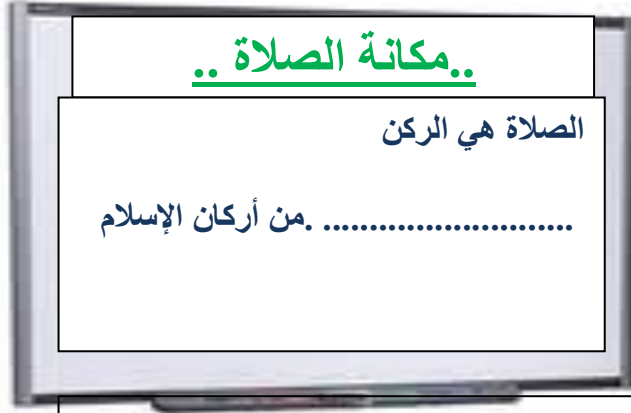 ..مكانة الصلاة ..
الصلاة هي الركن
........................... .من أركان الإسلام